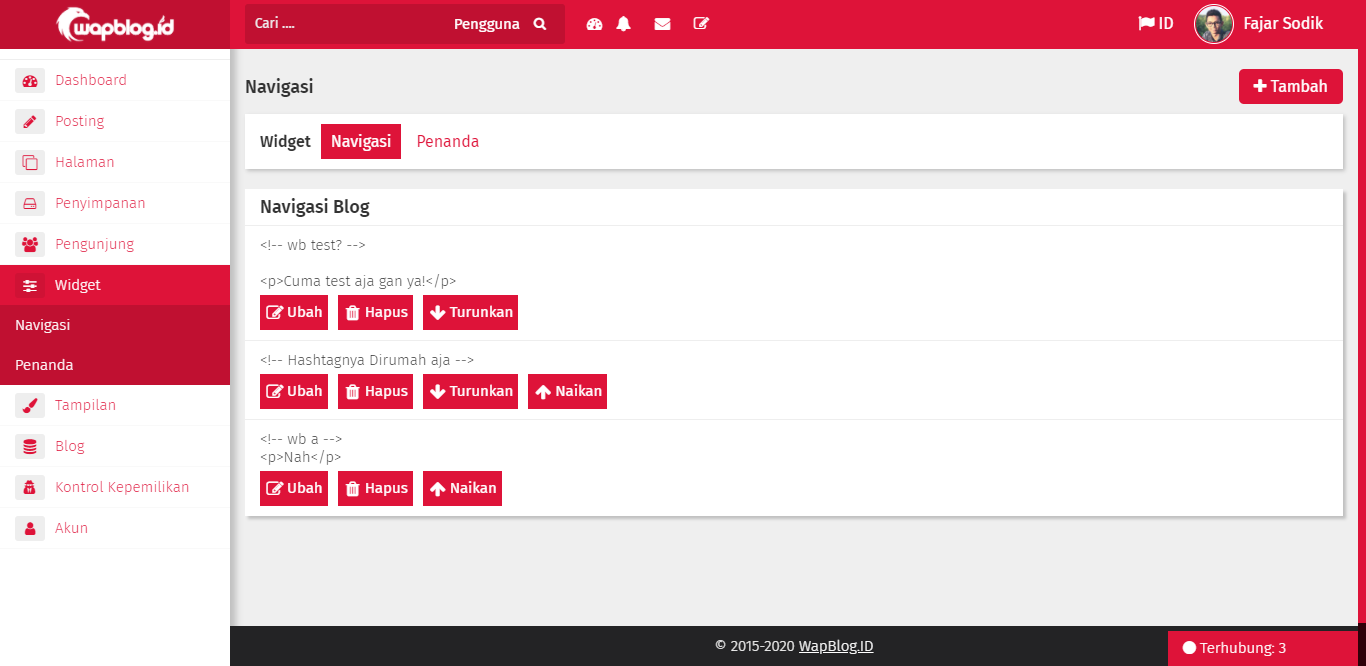 wapblog.id
Cari ....
Pengguna
ID
Fajar Sodik
Dashboard
Posting
Halaman
Penyimpanan
Pengunjung
Widget
Navigasi
Penanda
Tampilan
Blog
Kontrol Kepemilikan
Akun
Navigasi
Tambah
Widget Navigasi Penanda
Navigasi Blog
<!-- wb test? -->
<p>Cuma test aja gan ya!</p>
Ubah Hapus Turunkan
<!-- Hashtagnya Dirumah aja -->
Ubah Hapus Turunkan Naikan
<!-- wb a -->
<p>Nah</p>
Ubah Hapus Naikan
© 2015-2020 WapBlog.ID
Terhubung: 3